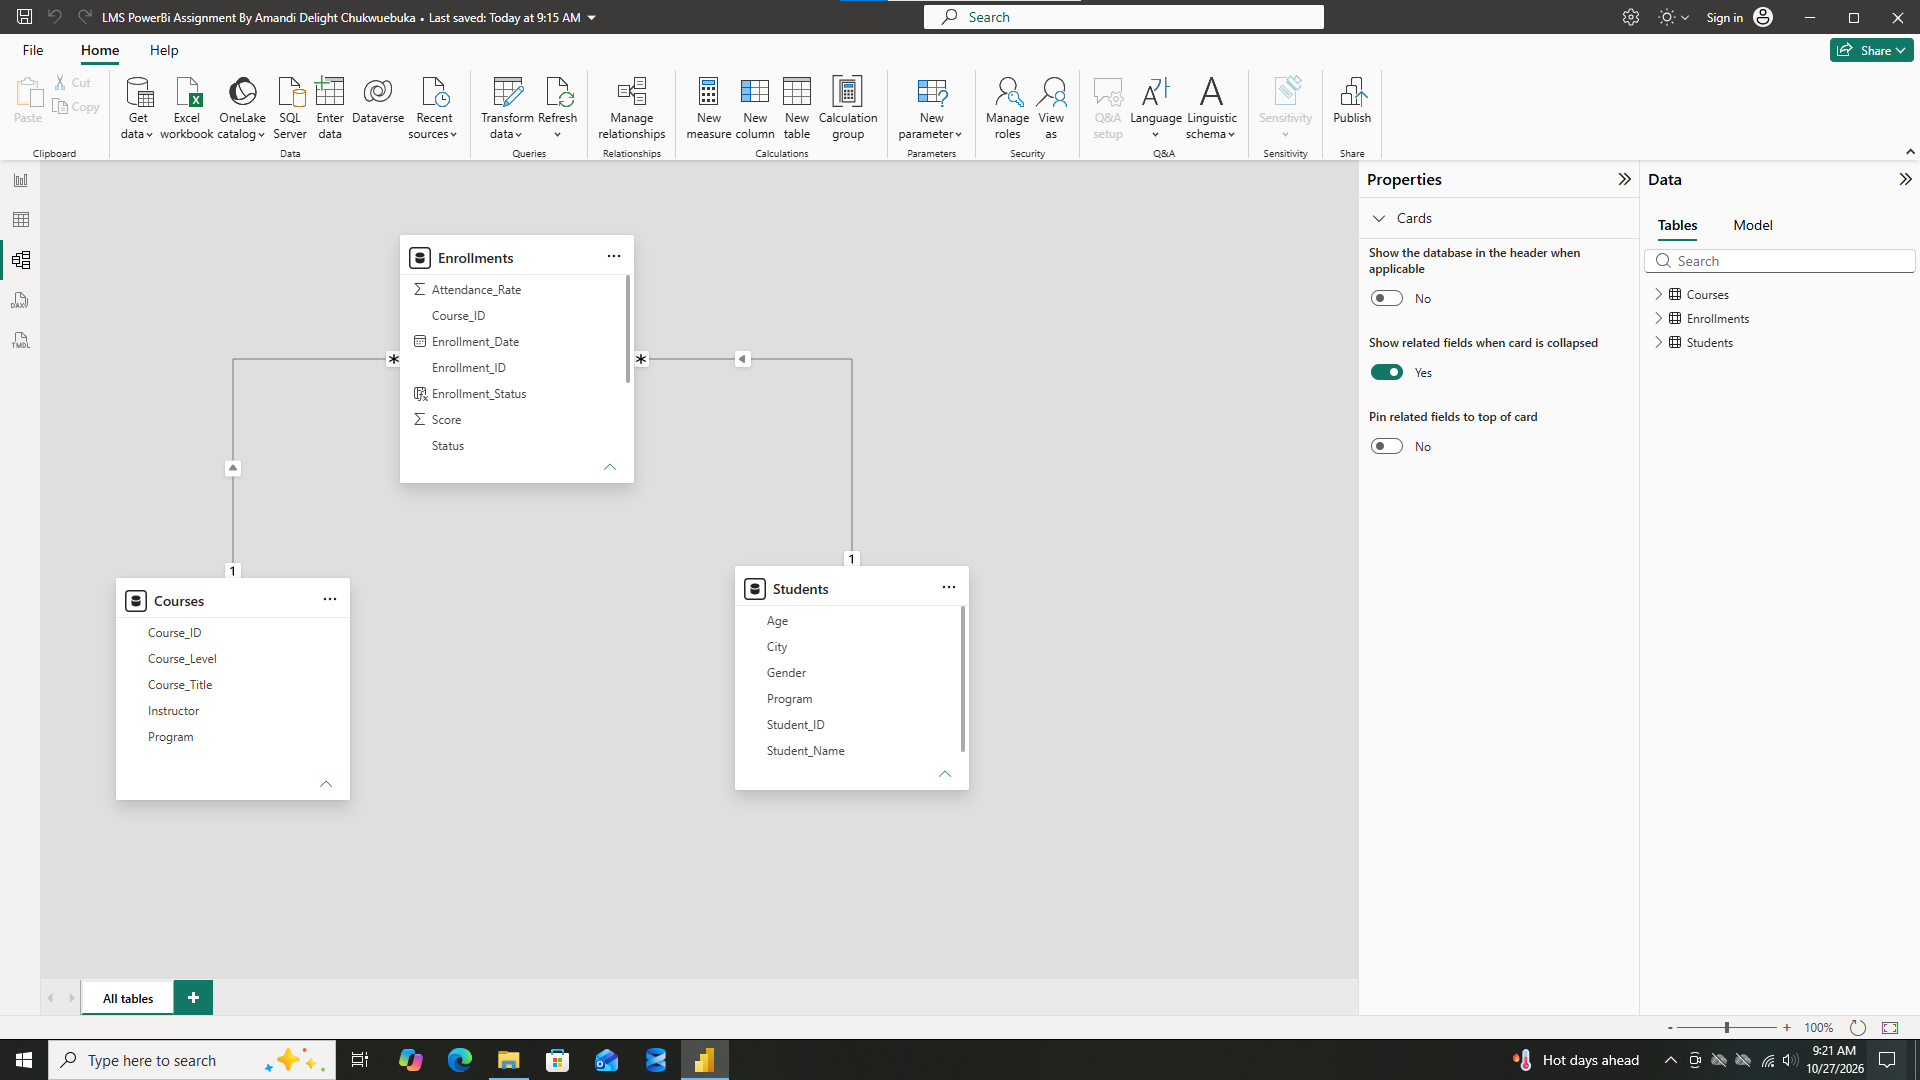 LMS PowerBi Assignment By Amandi Delight Chukwuebuka • Last saved: Today at 9:15 AM
Search
Sign in
File
Home
Help
Share
Paste
Cut
Copy
Clipboard
Get data
Excel workbook
OneLake catalog
SQL Server
Enter data
Dataverse
Recent sources
Data
Transform data
Refresh
Queries
Manage relationships
Relationships
New measure
New column
New table
Calculation group
Calculations
New parameter
Parameters
Manage roles
View as
Security
Q&A setup
Language
Linguistic schema
Q&A
Sensitivity
Sensitivity
Publish
Share
DAX
TMDL
Enrollments
...
Attendance_Rate
Course_ID
Enrollment_Date
Enrollment_ID
Enrollment_Status
Score
Status
*
*
1
1
Courses
...
Course_ID
Course_Level
Course_Title
Instructor
Program
Students
...
Age
City
Gender
Program
Student_ID
Student_Name
Properties
Cards
Show the database in the header when
applicable
No
Show related fields when card is collapsed
Yes
Pin related fields to top of card
No
Data
Tables
Model
Search
Courses
Enrollments
Students
All tables
+
- + 100%
Type here to search
Hot days ahead
9:21 AM
10/27/2026